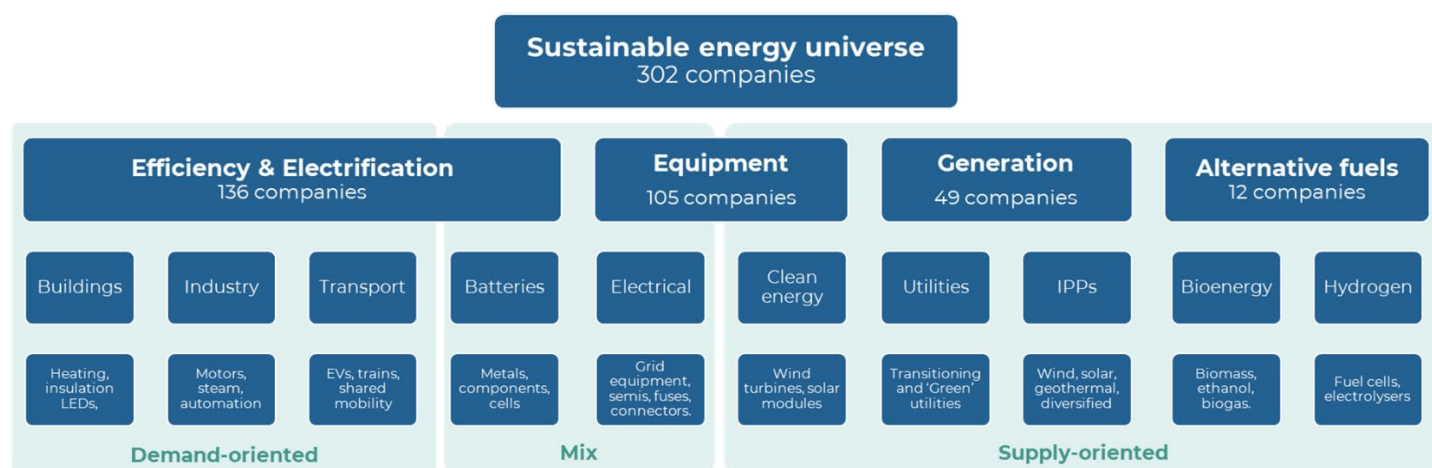 Sustainable energy universe
302 companies
Efficiency & Electrification
136 companies
Equipment
105 companies
Generation
49 companies
Alternative fuels
12 companies
Buildings
Industry
Transport
Batteries
Electrical
Clean
energy
Utilities
IPPs
Bioenergy
Hydrogen
Heating,
insulation
LEDs,
Motors,
steam,
automation
EVs, trains,
shared
mobility
Metals,
components,
cells
Grid
equipment,
semis, fuses,
connectors.
Wind
turbines, solar
modules
Transitioning
and ‘Green’
utilities
Wind, solar,
geothermal,
diversified
Biomass,
ethanol,
biogas.
Fuel cells,
electrolysers
Demand-oriented
Mix
Supply-oriented